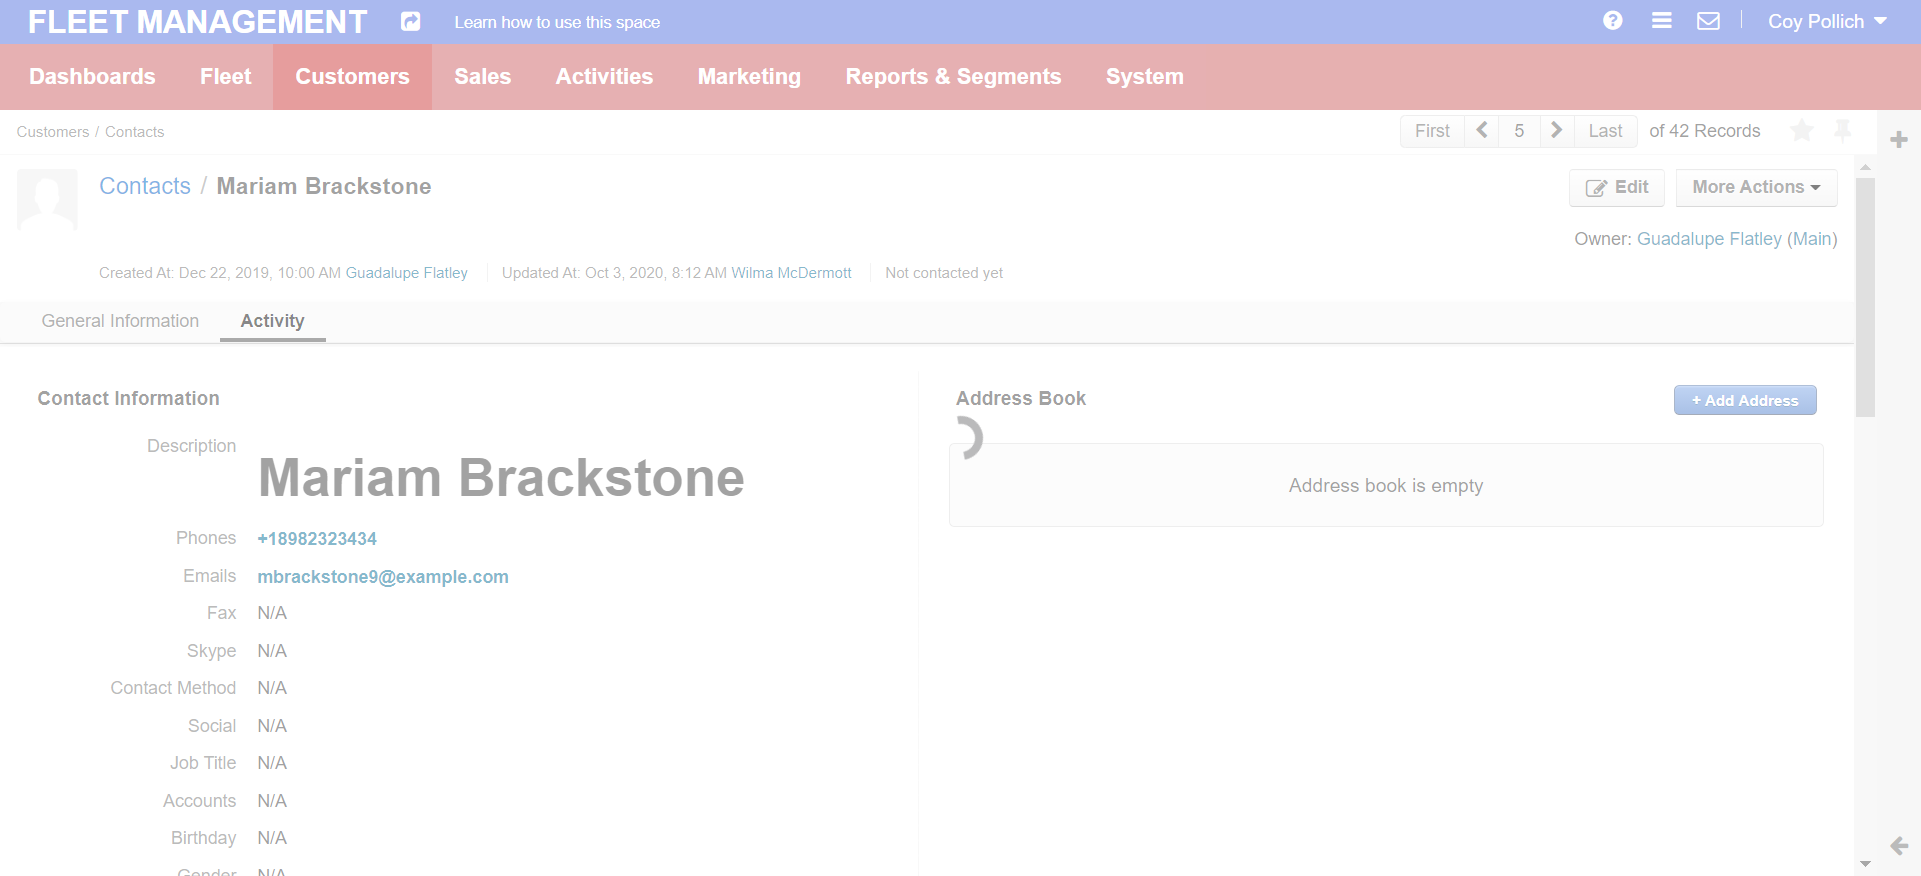 FLEET MANAGEMENT Learn how to use this space Coy Pollich
Dashboards Fleet Customers Sales Activities Marketing Reports & Segments System
Customers / Contacts First 5 Last of 42 Records
Contacts / Mariam Brackstone Edit More Actions
Owner: Guadalupe Flatley (Main)
Created At: Dec 22, 2019, 10:00 AM Guadalupe Flatley Updated At: Oct 3, 2020, 8:12 AM Wilma McDermott Not contacted yet
General Information Activity
Contact Information
Description Mariam Brackstone
Phones +18982323434
Emails mbrackstone9@example.com
Fax N/A
Skype N/A
Contact Method N/A
Social N/A
Job Title N/A
Accounts N/A
Birthday N/A
Gender N/A
Address Book + Add Address
Address book is empty